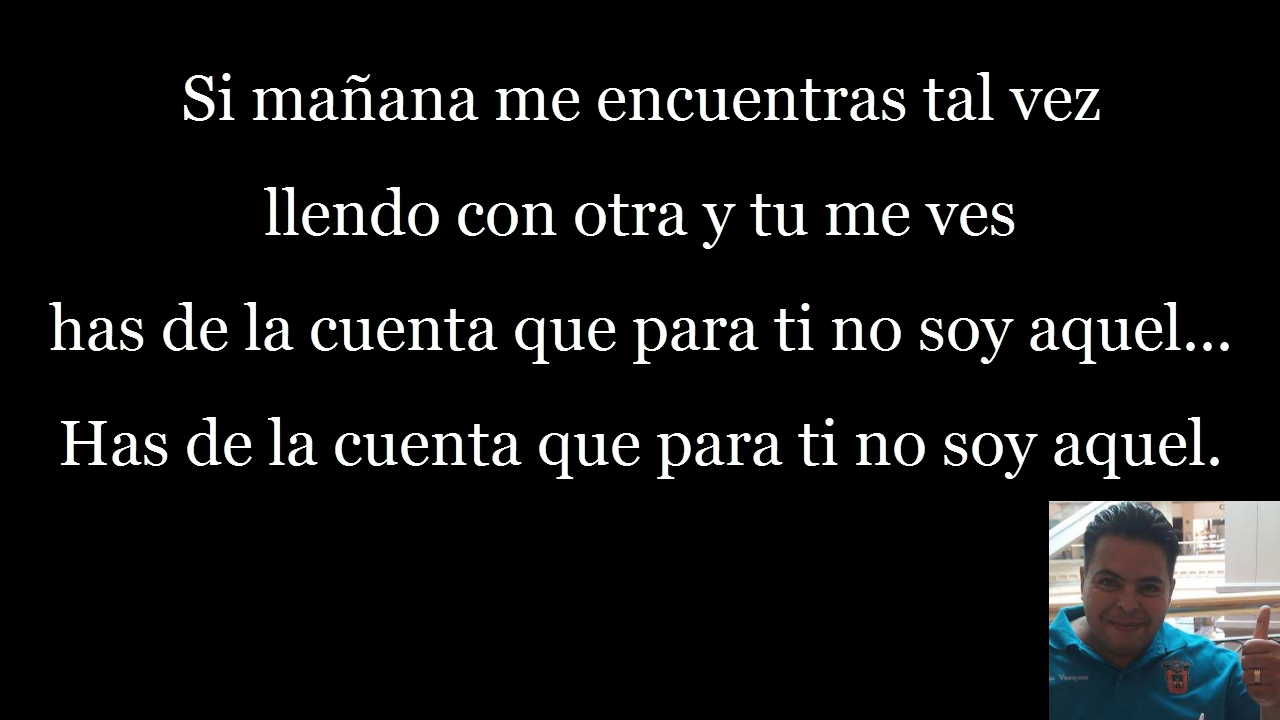 Si mañana me encuentras tal vez
llendo con otra y tu me ves
has de la cuenta que para ti no soy aquel...
Has de la cuenta que para ti no soy aquel.
Vasquez